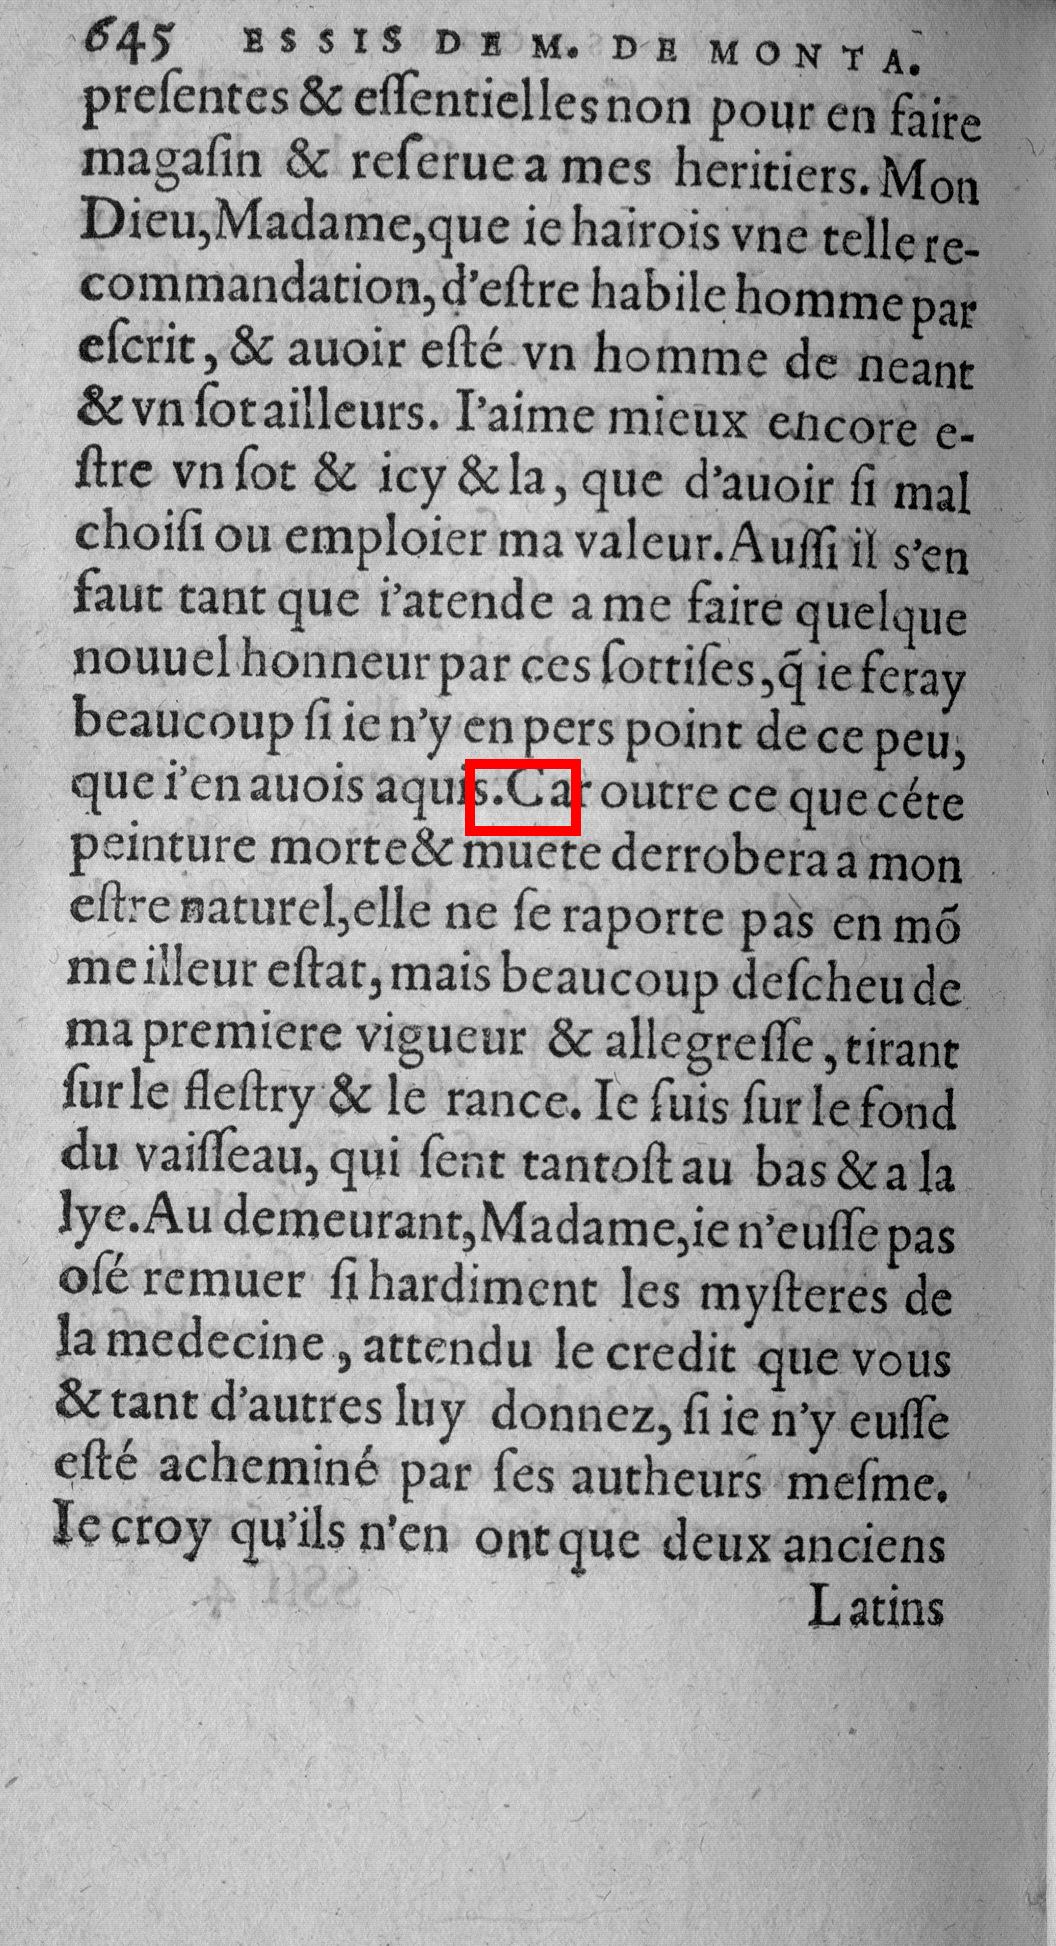 645 ESSIS DE M. DE MONTA.
preſentes & eſſentielles non pour en faire
magaſin & reſerue a mes heritiers. Mon
Dieu, Madame, que ie hairois vne telle re-
commandation, d'eſtre habile homme par
eſcrit, & auoir eſté vn homme de neant
& vn ſot ailleurs. I'aime mieux encore e-
ſtre vn ſot & icy & la, que d'auoir ſi mal
choiſi ou emploier ma valeur. Auſſi il s'en
faut tant que i'atende a me faire quelque
nouuel honneur par ces ſottiſes, q̃ ie feray
beaucoup ſi ie n'y en pers point de ce peu,
que i'en auois aquis. Car outre ce que céte
peinture morte & muete derrobera a mon
eſtre naturel, elle ne ſe raporte pas en mõ
meilleur eſtat, mais beaucoup deſcheu de
ma premiere vigueur & allegreſſe, tirant
ſur le fleſtry & le rance. Ie ſuis ſur le fond
du vaiſſeau, qui ſent tantoſt au bas & a la
lye. Au demeurant, Madame, ie n'euſſe pas
oſé remuer ſi hardiment les myſteres de
la medecine, attendu le credit que vous
& tant d'autres luy donnez, ſi ie n'y euſſe
eſté acheminé par ſes autheurs meſme.
Ie croy qu'ils n'en ont que deux anciens
Latins